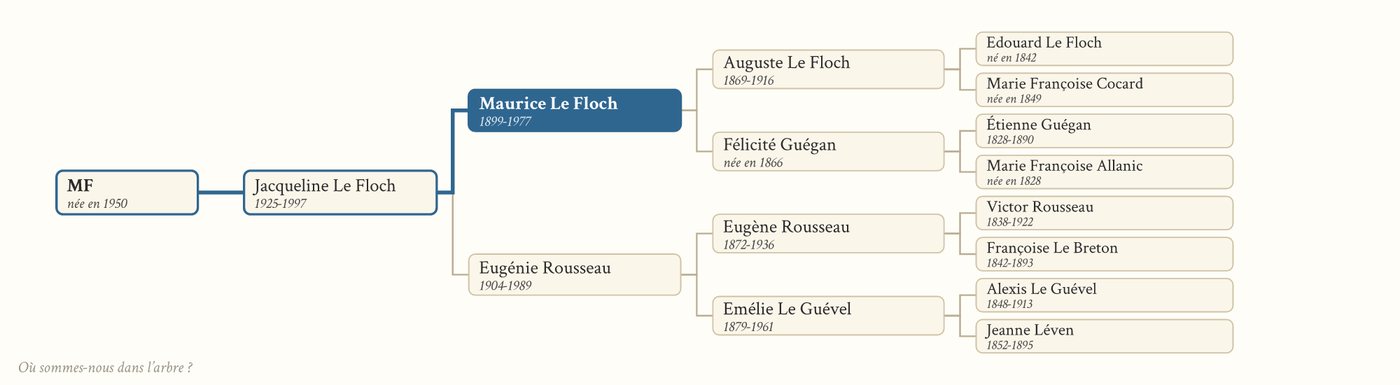 MF
née en 1950
Jacqueline Le Floch
1925-1997
Maurice Le Floch
1899-1977
Eugénie Rousseau
1904-1989
Auguste Le Floch
1869-1916
Félicité Guégan
née en 1866
Eugène Rousseau
1872-1936
Emélie Le Guével
1879-1961
Edouard Le Floch
né en 1842
Marie Françoise Cocard
née en 1849
Étienne Guégan
1828-1890
Marie Françoise Allanic
née en 1828
Victor Rousseau
1838-1922
Françoise Le Breton
1842-1893
Alexis Le Guével
1848-1913
Jeanne Léven
1852-1895
Où sommes-nous dans l'arbre ?